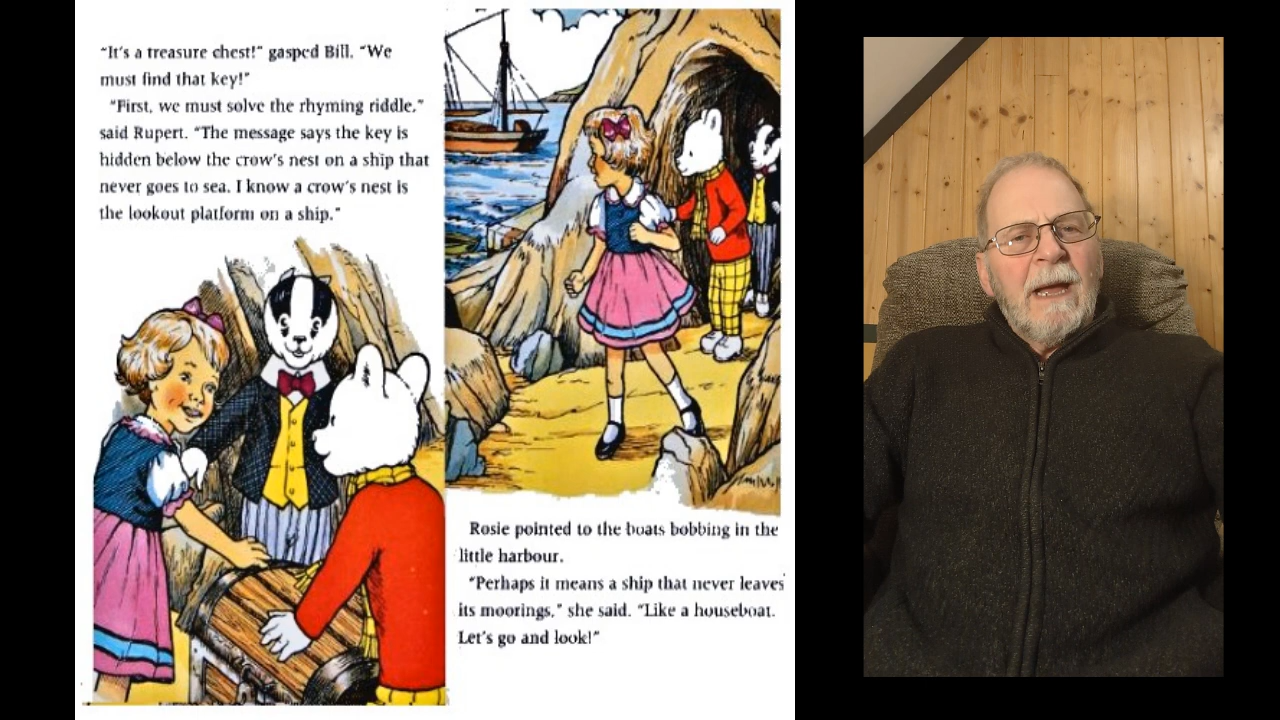 "It's a treasure chest!" gasped Bill. "We
must find that key!"
"First, we must solve the rhyming riddle,"
said Rupert. "The message says the key is
hidden below the crow's nest on a ship that
never goes to sea. I know a crow's nest is
the lookout platform on a ship."
Rosie pointed to the boats bobbing in the
little harbour.
"Perhaps it means a ship that never leaves
its moorings," she said. "Like a houseboat.
Let's go and look!"